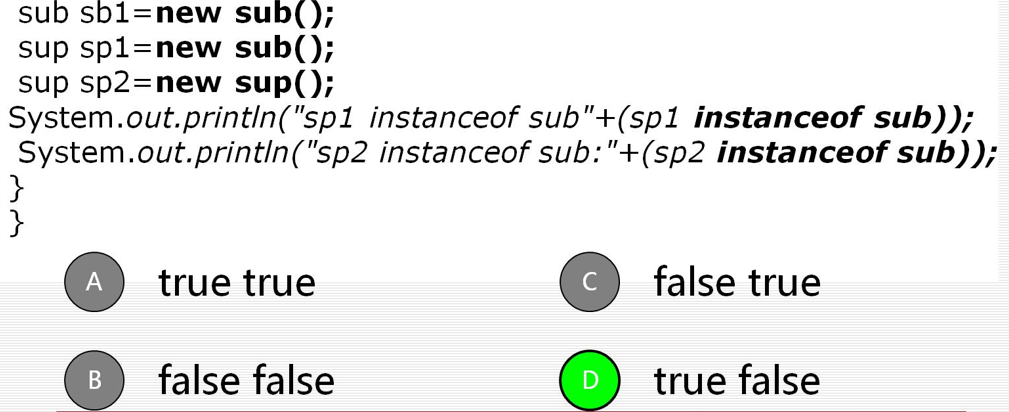 sub sb1=new sub();
sup sp1=new sub();
sup sp2=new sup();
System.out.println("sp1 instanceof sub"+(sp1 instanceof sub));
System.out.println("sp2 instanceof sub:"+(sp2 instanceof sub));
}
}
A true true
C false true
B false false
D true false